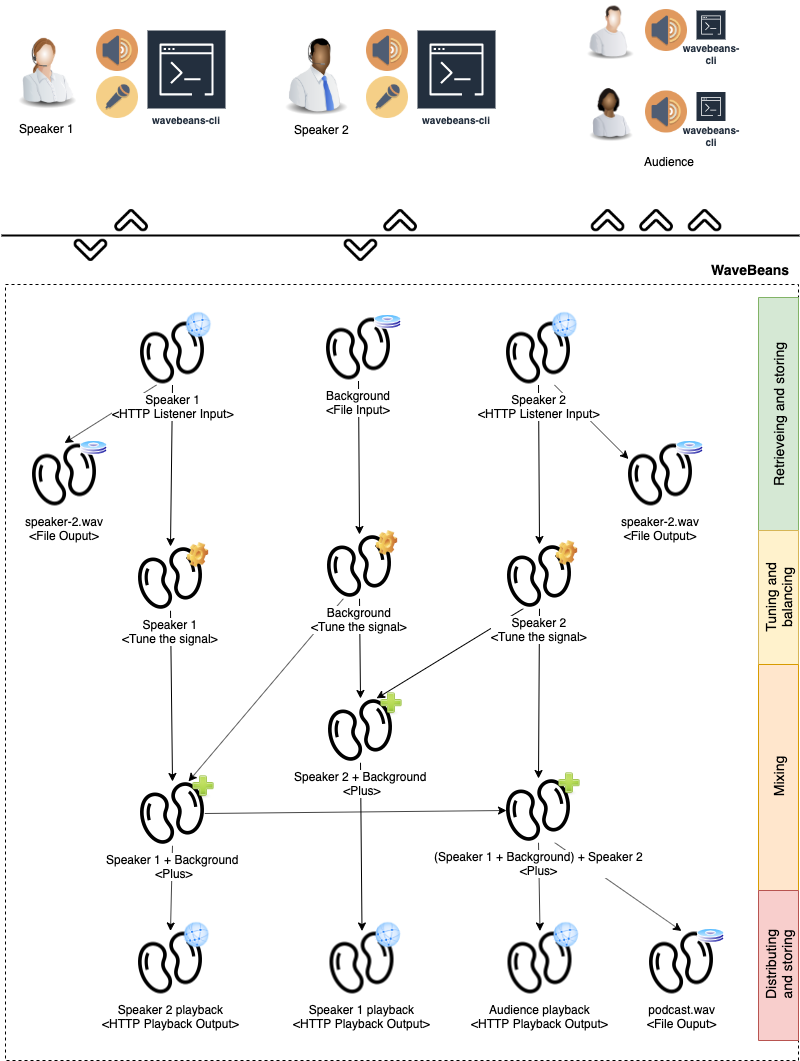 Speaker 1
wavebeans-cli
Speaker 2
wavebeans-cli
wavebeans-
cli
wavebeans-
cli
Audience
WaveBeans
Speaker 1
<HTTP Listener Input>
Background
<File Input>
Speaker 2
<HTTP Listener Input>
speaker-2.wav
<File Ouput>
speaker-2.wav
<File Output>
Retrieveing and storing
Speaker 1
<Tune the signal>
Background
<Tune the signal>
Speaker 2
<Tune the signal>
Tuning and
balancing
Speaker 2 + Background
<Plus>
Speaker 1 + Background
<Plus>
(Speaker 1 + Background) + Speaker 2
<Plus>
Mixing
Speaker 2 playback
<HTTP Playback Output>
Speaker 1 playback
<HTTP Playback Output>
Audience playback
<HTTP Playback Output>
podcast.wav
<File Ouput>
Distributing
and storing